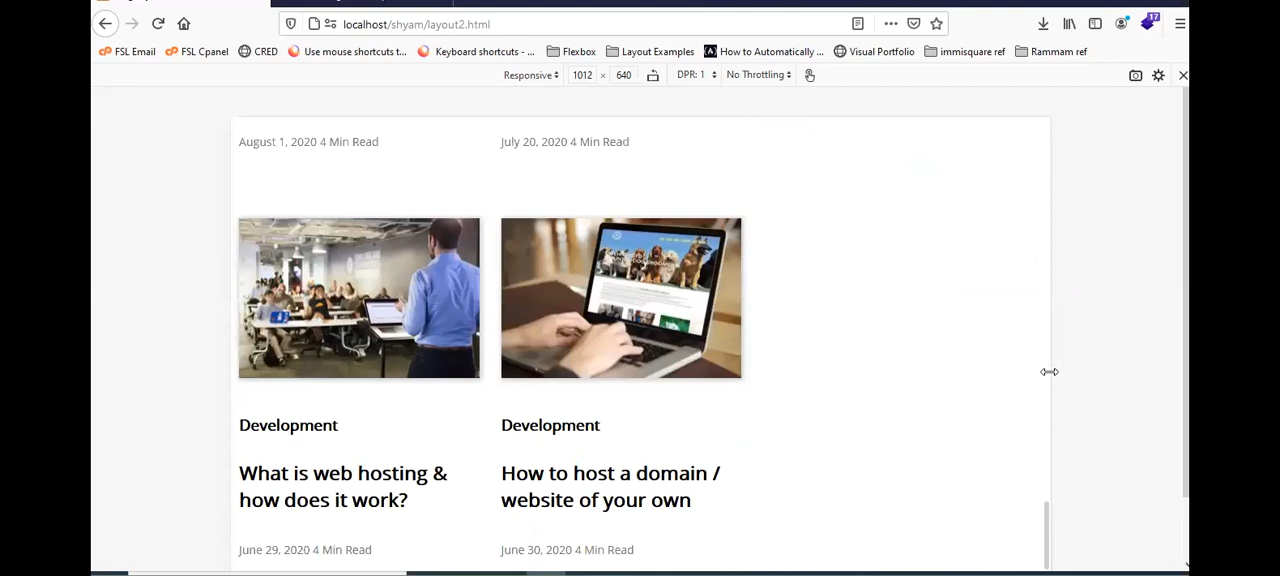 localhost/shyam/layout2.html
17
FSL Email FSL Cpanel CRED Use mouse shortcuts t... Keyboard shortcuts - ... Flexbox Layout Examples How to Automatically ... Visual Portfolio immisquare ref Rammam ref
Responsive 1012 × 640 DPR: 1 No Throttling
August 1, 2020 4 Min Read
July 20, 2020 4 Min Read
Development
What is web hosting &
how does it work?
June 29, 2020 4 Min Read
Development
How to host a domain /
website of your own
June 30, 2020 4 Min Read